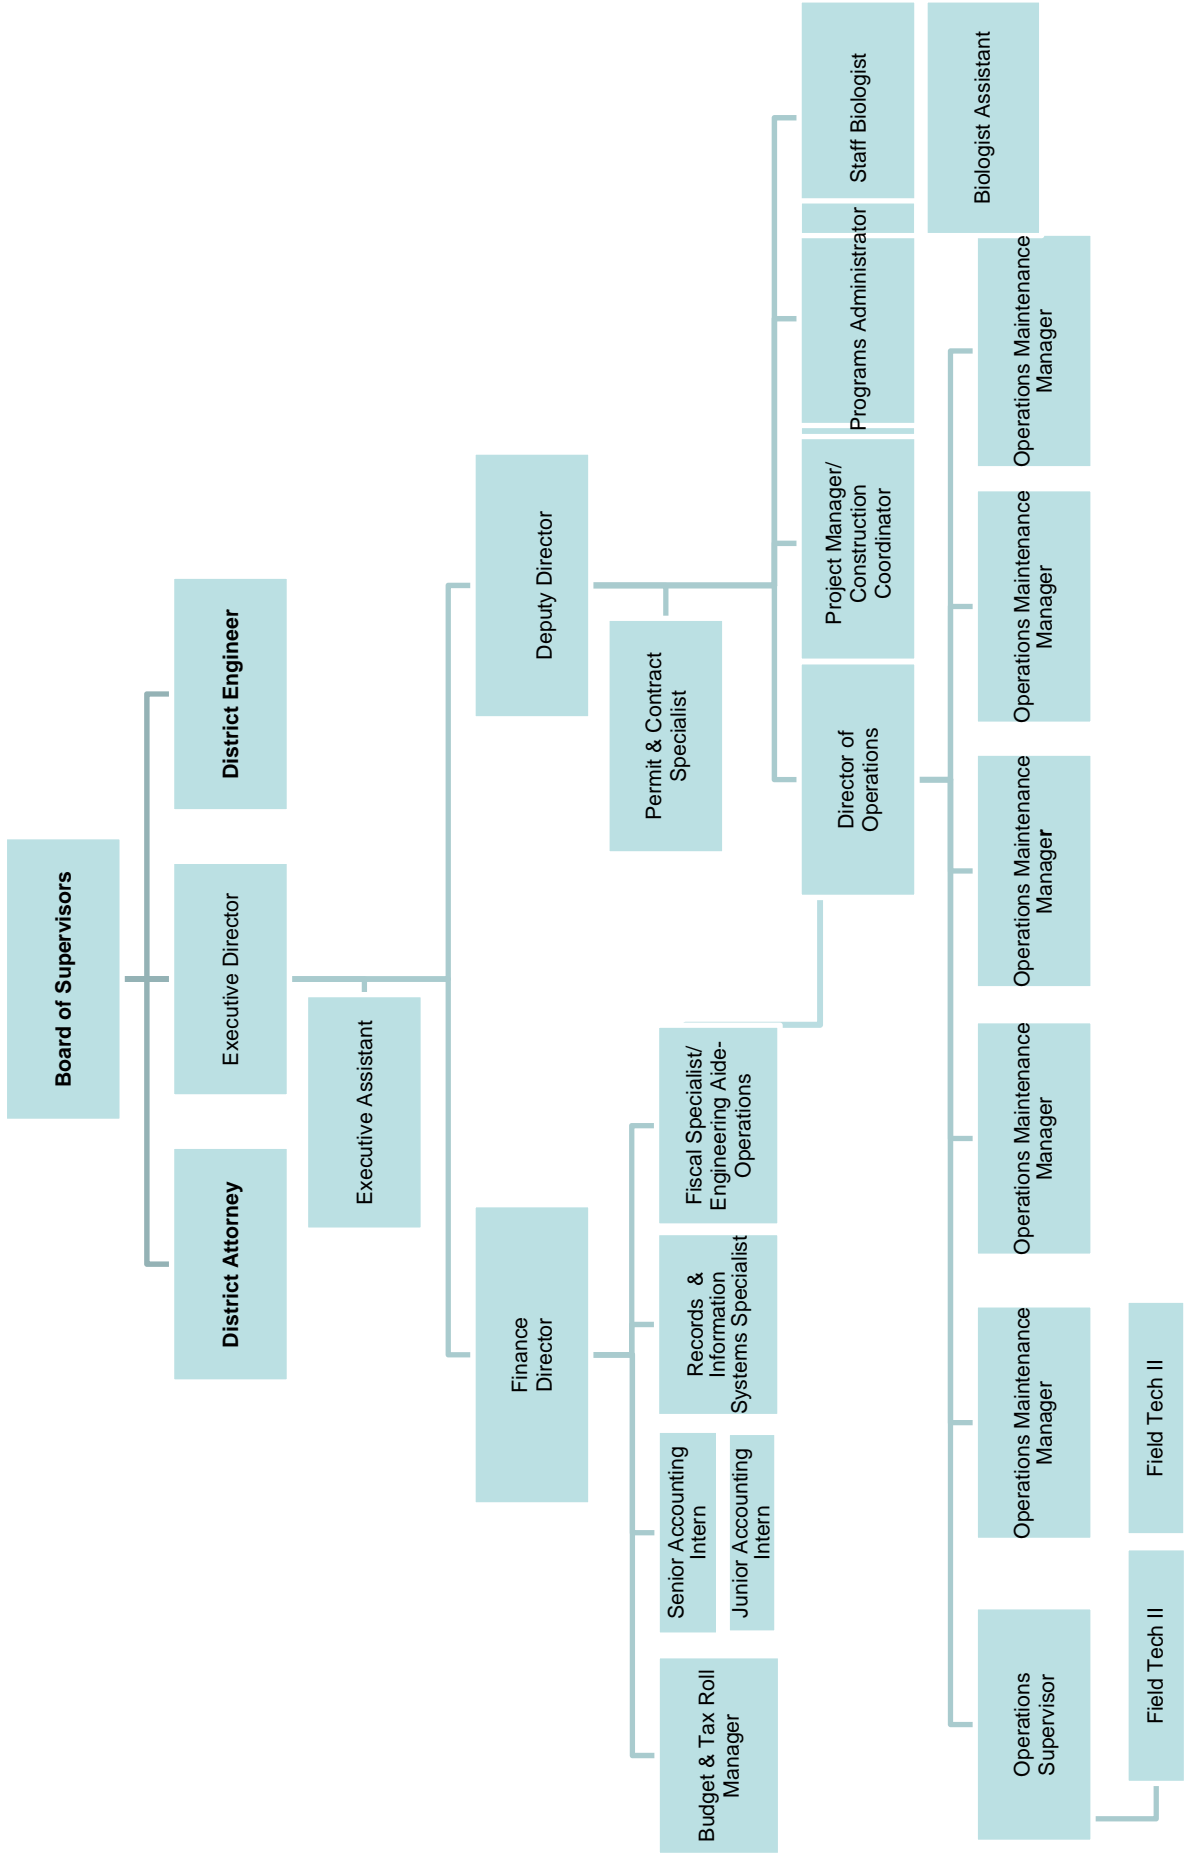 Board of Supervisors
District Attorney
Executive Director
District Engineer
Executive Assistant
Finance
Director
Deputy Director
Permit & Contract
Specialist
Budget & Tax Roll
Manager
Senior Accounting
Intern
Junior Accounting
Intern
Records & 
Information
Systems Specialist
Fiscal Specialist/
Engineering Aide-
Operations
Director of
Operations
Project Manager/
Construction
Coordinator
Programs Administrator
Staff Biologist
Biologist Assistant
Operations
Supervisor
Operations Maintenance
Manager
Operations Maintenance
Manager
Operations Maintenance
Manager
Operations Maintenance
Manager
Operations Maintenance
Manager
Field Tech II
Field Tech II